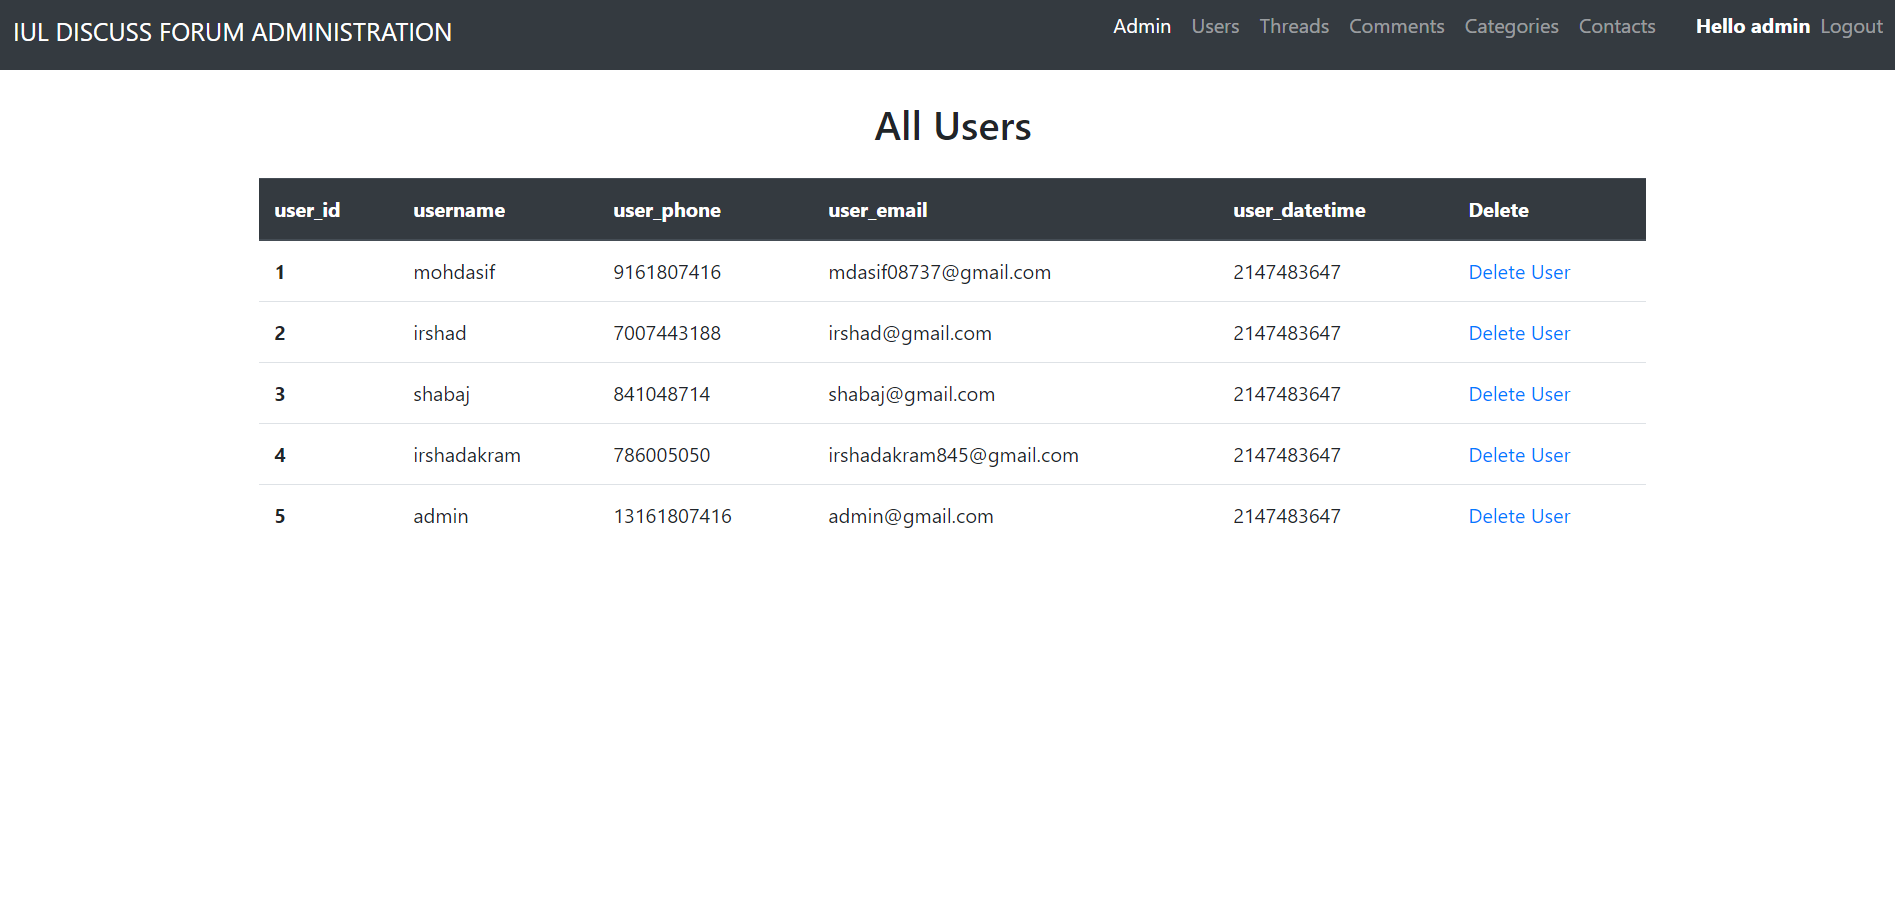 IUL DISCUSS FORUM ADMINISTRATION Admin Users Threads Comments Categories Contacts Hello admin Logout
All Users
user_id username user_phone user_email user_datetime Delete
1 mohdasif 9161807416 mdasif08737@gmail.com 2147483647 Delete User
2 irshad 7007443188 irshad@gmail.com 2147483647 Delete User
3 shabaj 841048714 shabaj@gmail.com 2147483647 Delete User
4 irshadakram 786005050 irshadakram845@gmail.com 2147483647 Delete User
5 admin 13161807416 admin@gmail.com 2147483647 Delete User